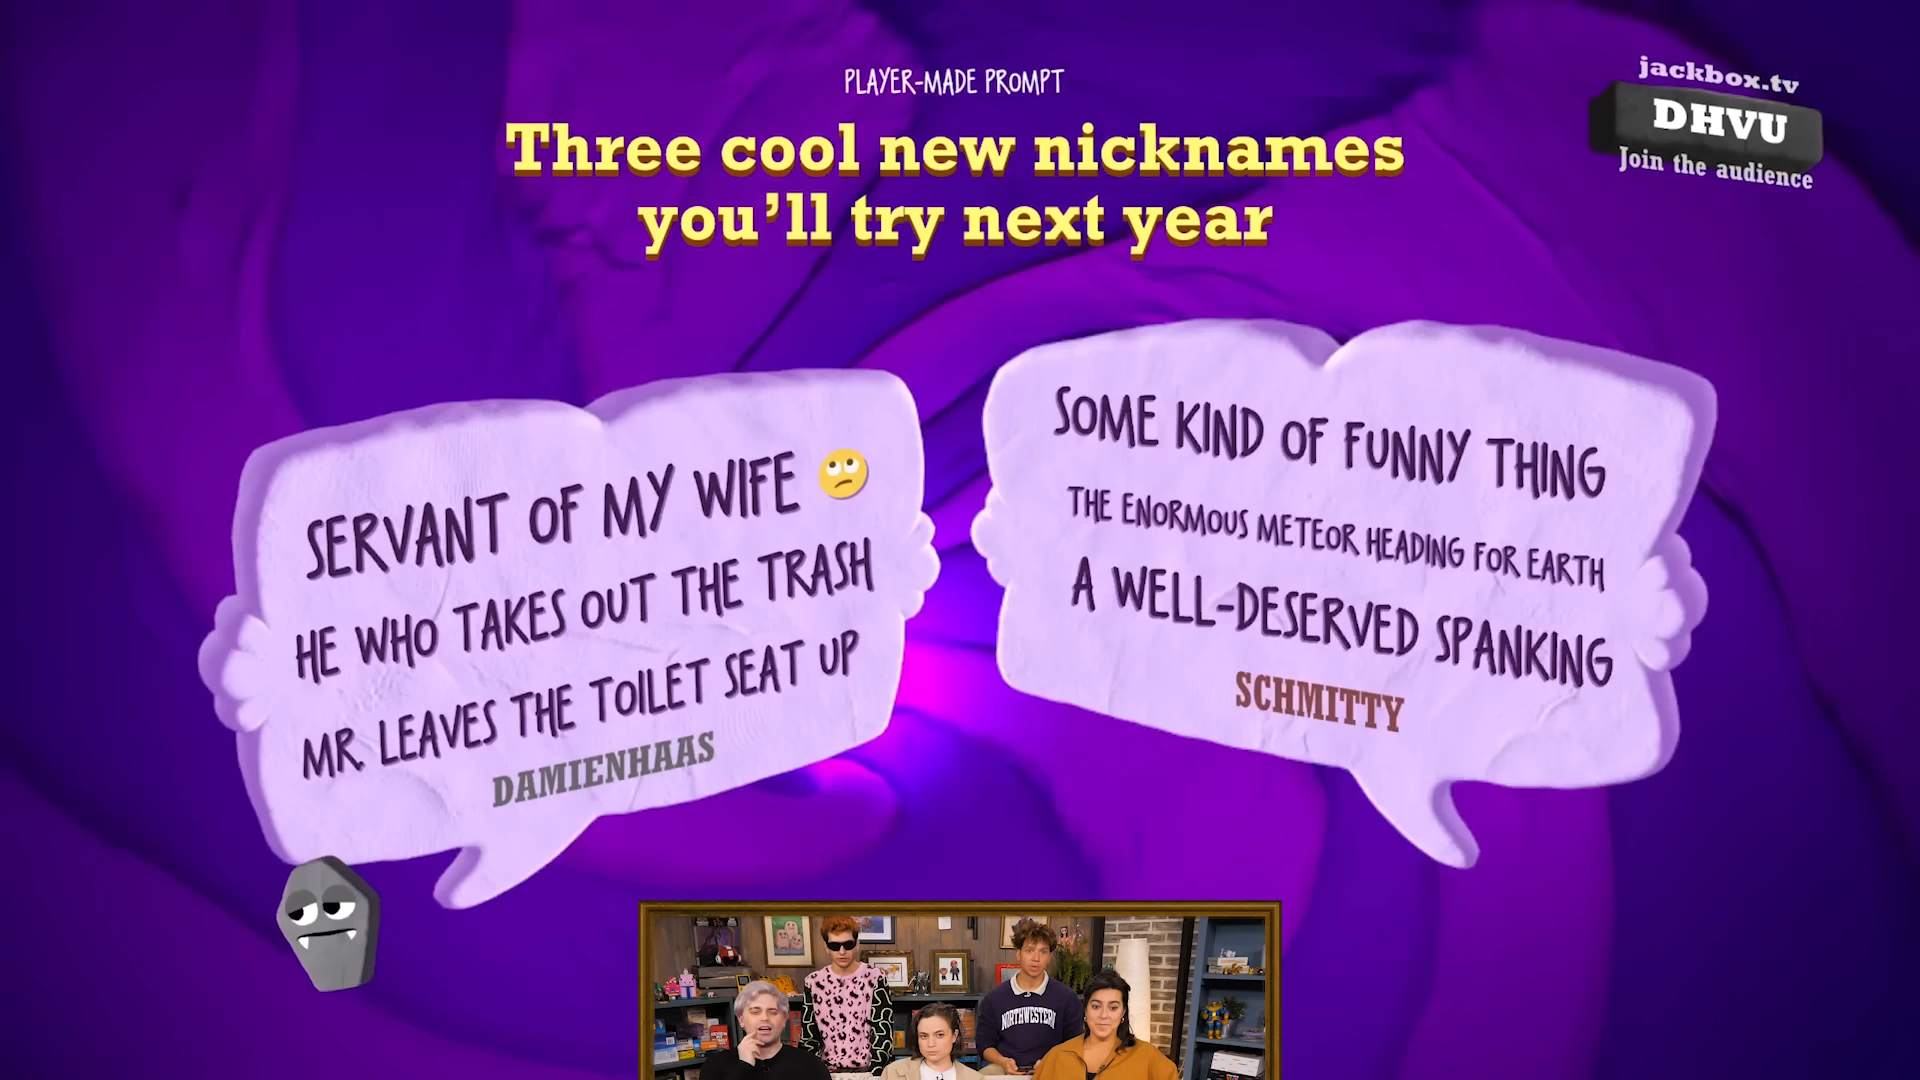 PLAYER-MADE PROMPT
Three cool new nicknames
you'll try next year
jackbox.tv
DHVU
Join the audience
SERVANT OF MY WIFE 🙄
HE WHO TAKES OUT THE TRASH
MR. LEAVES THE TOILET SEAT UP
DAMIENHAAS
SOME KIND OF FUNNY THING
THE ENORMOUS METEOR HEADING FOR EARTH
A WELL-DESERVED SPANKING
SCHMITTY
NORTHWESTERN